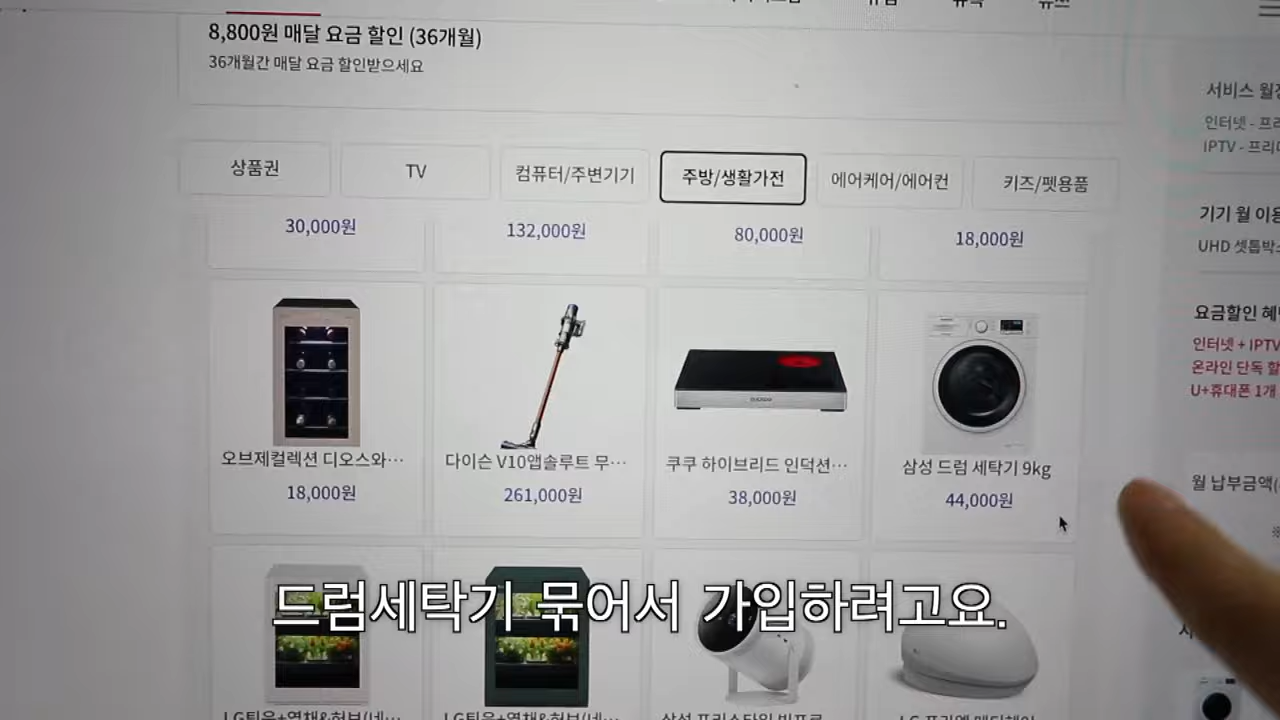 8,800원 매달 요금 할인 (36개월)
36개월간 매달 요금 할인받으세요
서비스 월
인터넷 - 프리
IPTV - 프리
상품권
TV
컴퓨터/주변기기
주방/생활가전
에어케어/에어컨
키즈/펫용품
30,000원
132,000원
80,000원
18,000원
기기 월 이용
UHD 셋톱박
요금할인 혜
인터넷 + IPTV
온라인 단독 할
U+휴대폰 1개
오브제컬렉션 디오스와…
다이슨 V10앱솔루트 무…
쿠쿠 하이브리드 인덕션…
삼성 드럼 세탁기 9kg
18,000원
261,000원
38,000원
44,000원
월 납부금액(
드럼세탁기 묶어서 가입하려고요.